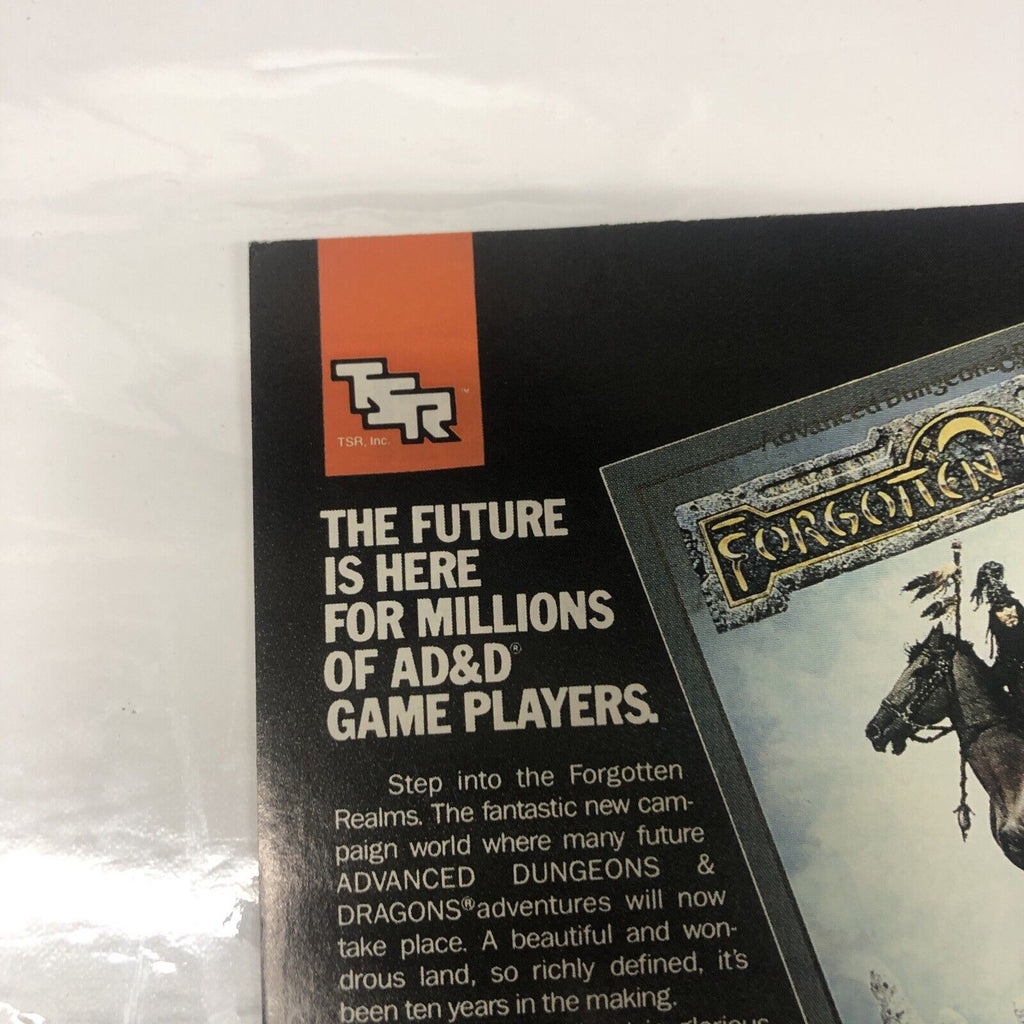 TSR
™
TSR, Inc.
THE FUTURE
IS HERE
FOR MILLIONS
OF AD&D®
GAME PLAYERS.
Step into the Forgotten
Realms. The fantastic new cam-
paign world where many future
ADVANCED DUNGEONS &
DRAGONS® adventures will now
take place. A beautiful and won-
drous land, so richly defined, it's
been ten years in the making.
glorious
Advanced Dungeons
FORGOTTEN